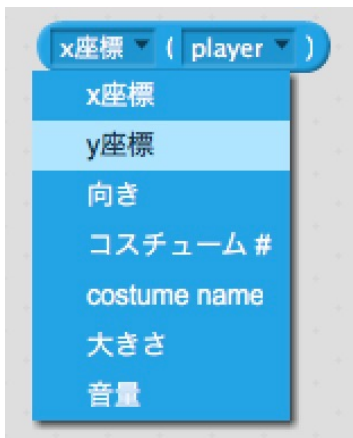 x座標 ( player )
x座標
y座標
向き
コスチューム #
costume name
大きさ
音量